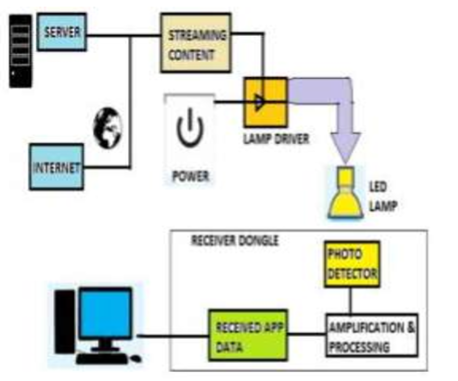 SERVER
STREAMING
CONTENT
INTERNET
POWER
LAMP DRIVER
LED
LAMP
RECEIVER DONGLE
PHOTO
DETECTOR
RECEIVED APP
DATA
AMPLIFICATION &
PROCESSING